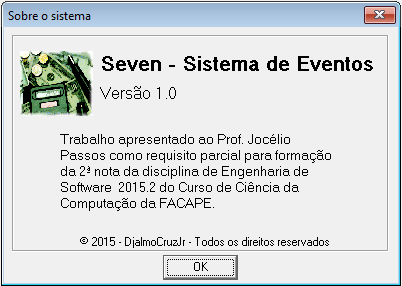 Sobre o sistema
Seven - Sistema de Eventos
Versão 1.0
Trabalho apresentado ao Prof. Jocélio
Passos como requisito parcial para formação
da 2ª nota da disciplina de Engenharia de
Software  2015.2 do Curso de Ciência da
Computação da FACAPE.
© 2015 - DjalmoCruzJr - Todos os direitos reservados
OK